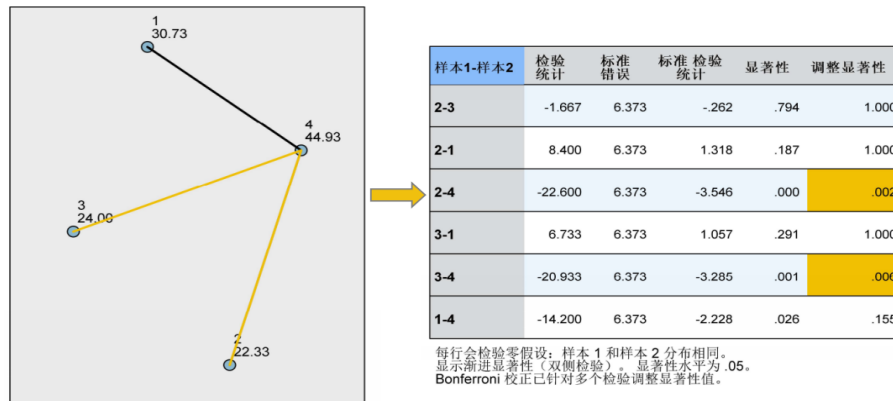 1
30.73
4
44.93
3
24.00
2
22.33
样本1-样本2 检验统计 标准错误 标准 检验统计 显著性 调整显著性
2-3 -1.667 6.373 -.262 .794 1.000
2-1 8.400 6.373 1.318 .187 1.000
2-4 -22.600 6.373 -3.546 .000 .002
3-1 6.733 6.373 1.057 .291 1.000
3-4 -20.933 6.373 -3.285 .001 .006
1-4 -14.200 6.373 -2.228 .026 .155
每行会检验零假设：样本 1 和样本 2 分布相同。
显示渐进显著性（双侧检验）。 显著性水平为 .05。
Bonferroni 校正已针对多个检验调整显著性值。